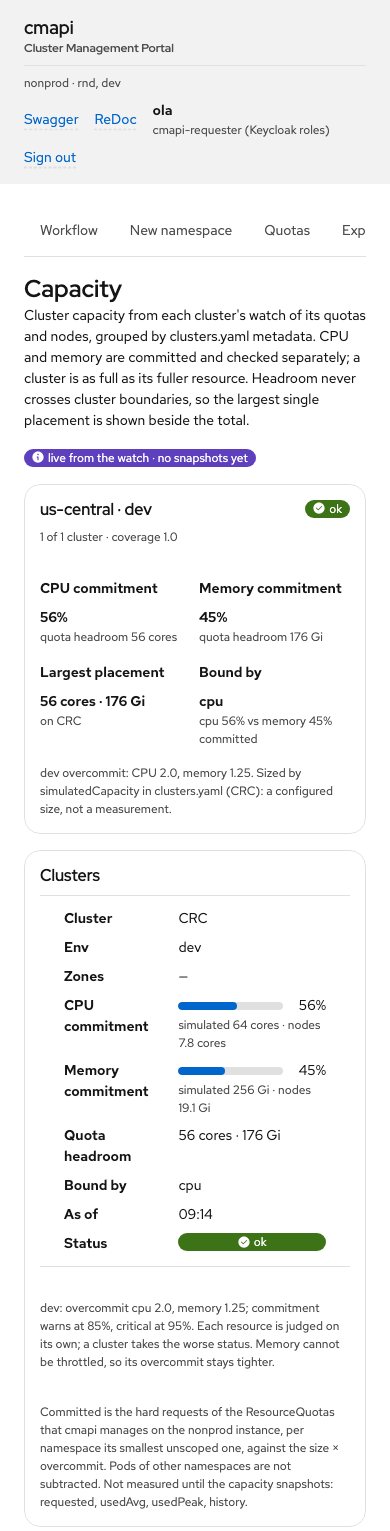 cmapi
Cluster Management Portal
nonprod · rnd, dev
Swagger ReDoc ola
cmapi-requester (Keycloak roles)
Sign out
Workflow New namespace Quotas Exp
Capacity
Cluster capacity from each cluster's watch of its quotas
and nodes, grouped by clusters.yaml metadata. CPU
and memory are committed and checked separately; a
cluster is as full as its fuller resource. Headroom never
crosses cluster boundaries, so the largest single
placement is shown beside the total.
live from the watch · no snapshots yet
us-central · dev ok
1 of 1 cluster · coverage 1.0
CPU commitment Memory commitment
56% 45%
quota headroom 56 cores quota headroom 176 Gi
Largest placement Bound by
56 cores · 176 Gi cpu
on CRC cpu 56% vs memory 45%
committed
dev overcommit: CPU 2.0, memory 1.25. Sized by
simulatedCapacity in clusters.yaml (CRC): a configured
size, not a measurement.
Clusters
Cluster CRC
Env dev
Zones —
CPU 56%
commitment simulated 64 cores · nodes
7.8 cores
Memory 45%
commitment simulated 256 Gi · nodes
19.1 Gi
Quota 56 cores · 176 Gi
headroom
Bound by cpu
As of 09:14
Status ok
dev: overcommit cpu 2.0, memory 1.25; commitment
warns at 85%, critical at 95%. Each resource is judged on
its own; a cluster takes the worse status. Memory cannot
be throttled, so its overcommit stays tighter.
Committed is the hard requests of the ResourceQuotas
that cmapi manages on the nonprod instance, per
namespace its smallest unscoped one, against the size ×
overcommit. Pods of other namespaces are not
subtracted. Not measured until the capacity snapshots:
requested, usedAvg, usedPeak, history.